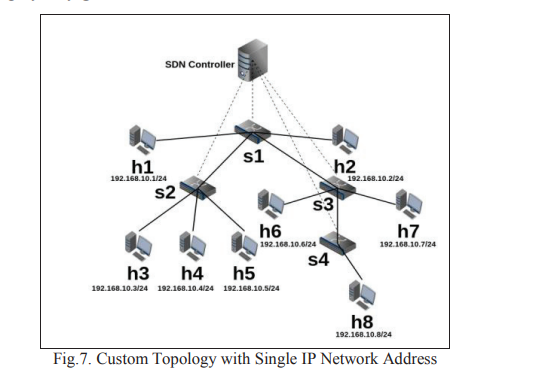 SDN Controller
h1
192.168.10.1/24
s1
h2
192.168.10.2/24
s2
s3
h6
192.168.10.6/24
h7
192.168.10.7/24
h3
192.168.10.3/24
h4
192.168.10.4/24
h5
192.168.10.5/24
s4
h8
192.168.10.8/24
Fig.7. Custom Topology with Single IP Network Address